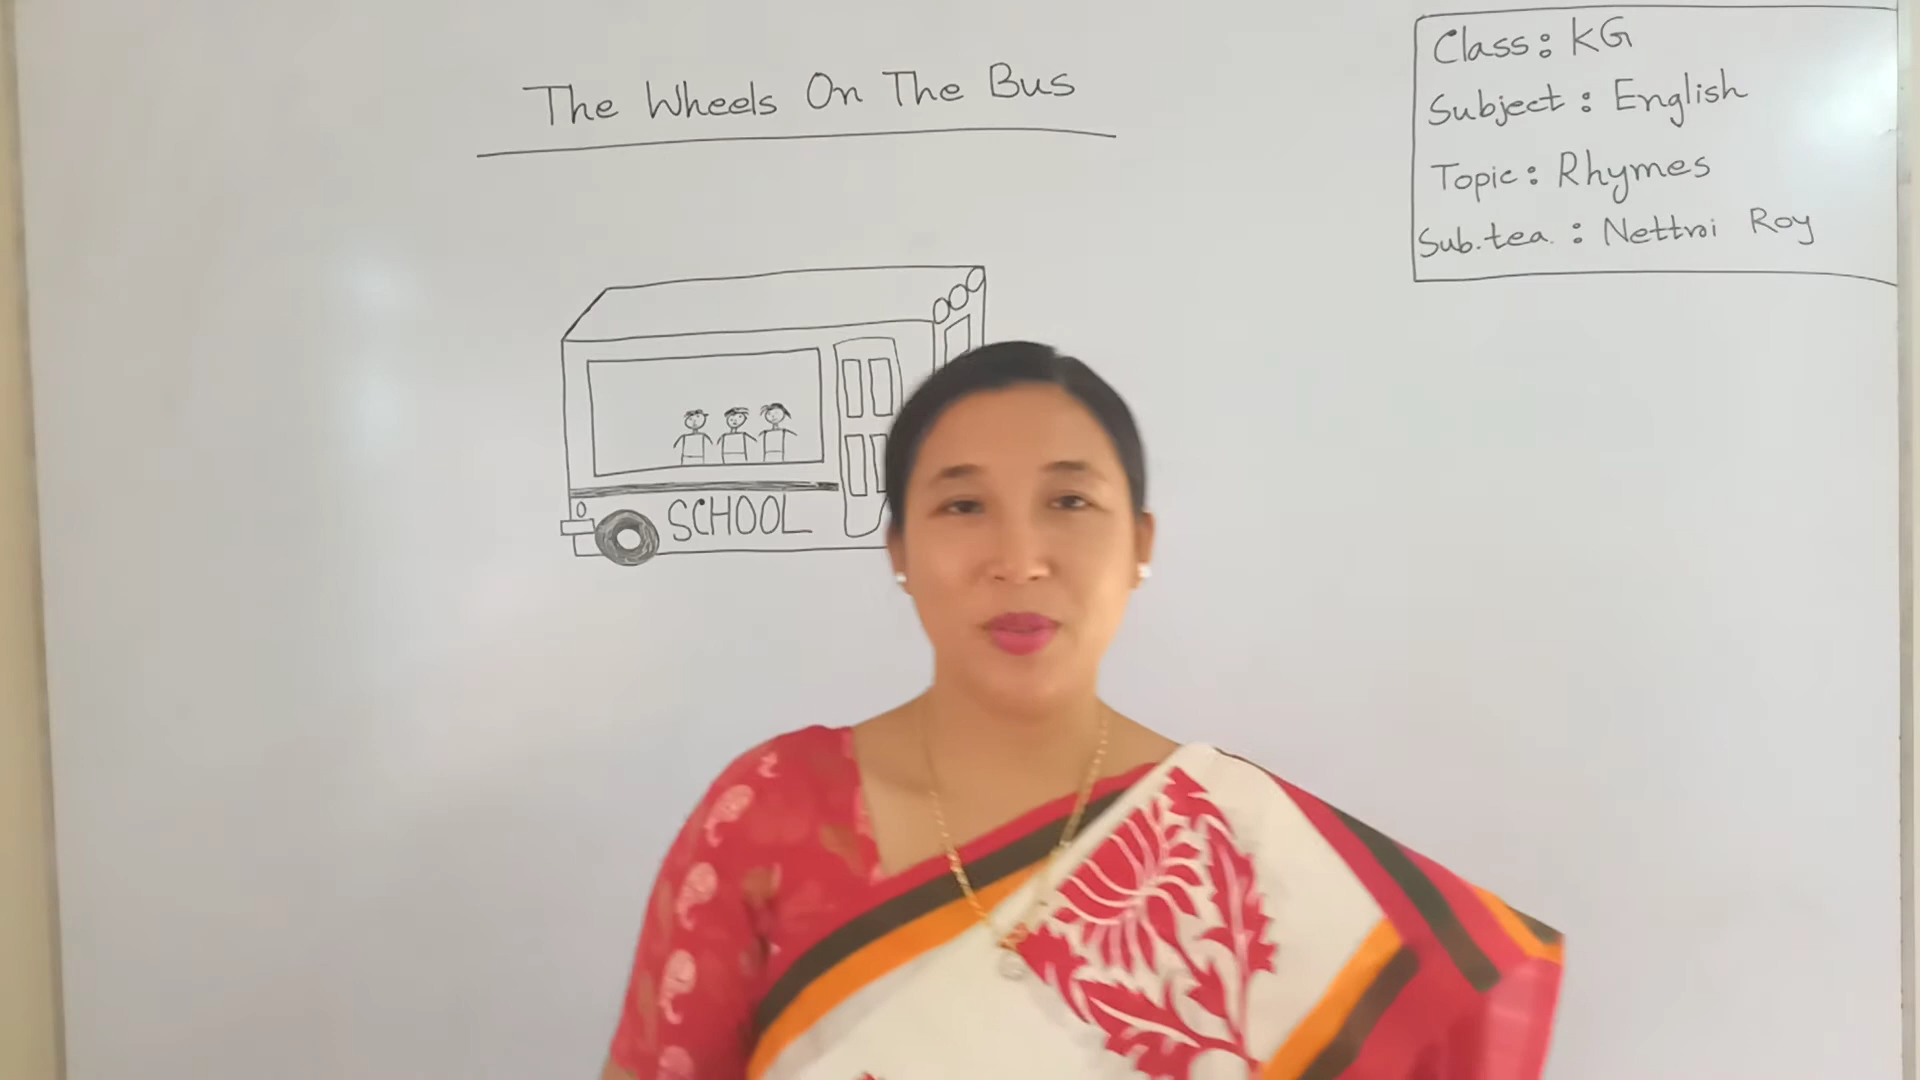 The Wheels On The Bus
Class: KG
Subject: English
Topic: Rhymes
Sub.tea.: Nettroi Roy
SCHOOL